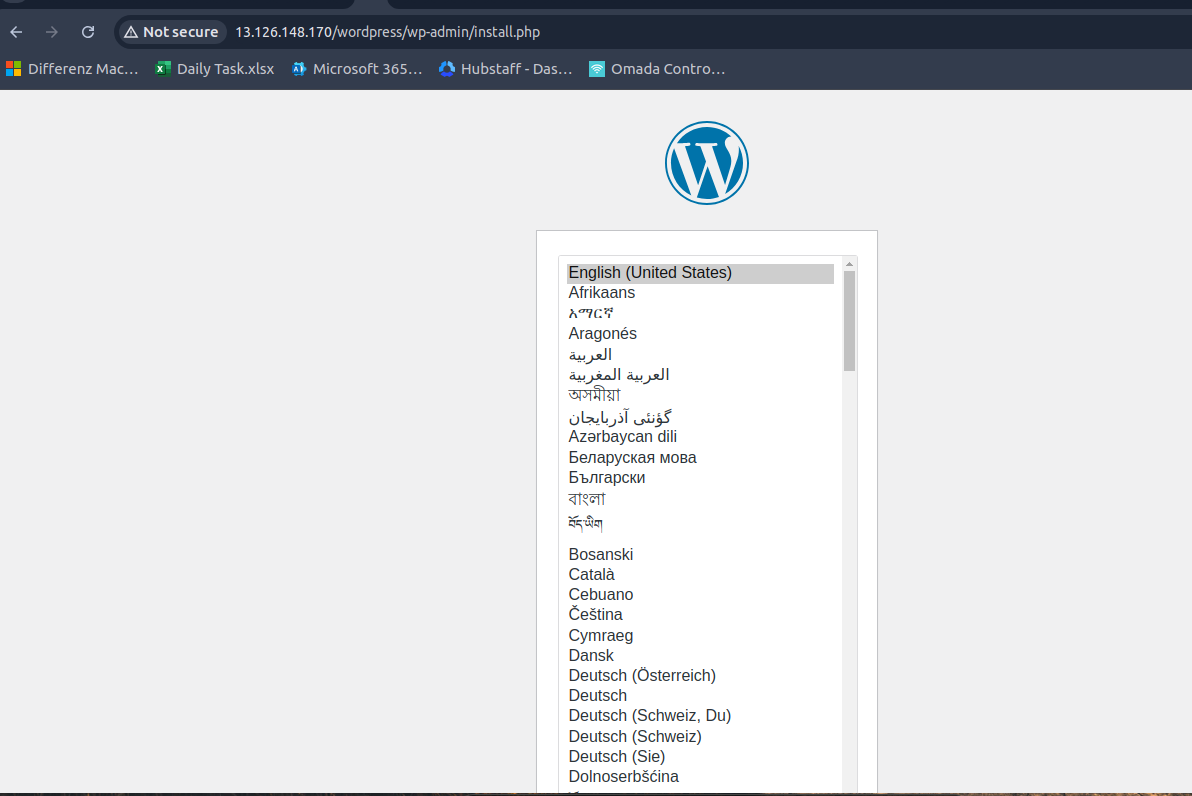 Not secure 13.126.148.170/wordpress/wp-admin/install.php
Differenz Mac... Daily Task.xlsx Microsoft 365... Hubstaff - Das... Omada Contro...
English (United States)
Afrikaans
አማርኛ
Aragonés
العربية
العربية المغربية
অসমীয়া
گؤنئی آذربایجان
Azərbaycan dili
Беларуская мова
Български
বাংলা
བོད་ཡིག
Bosanski
Català
Cebuano
Čeština
Cymraeg
Dansk
Deutsch (Österreich)
Deutsch
Deutsch (Schweiz, Du)
Deutsch (Schweiz)
Deutsch (Sie)
Dolnoserbšćina